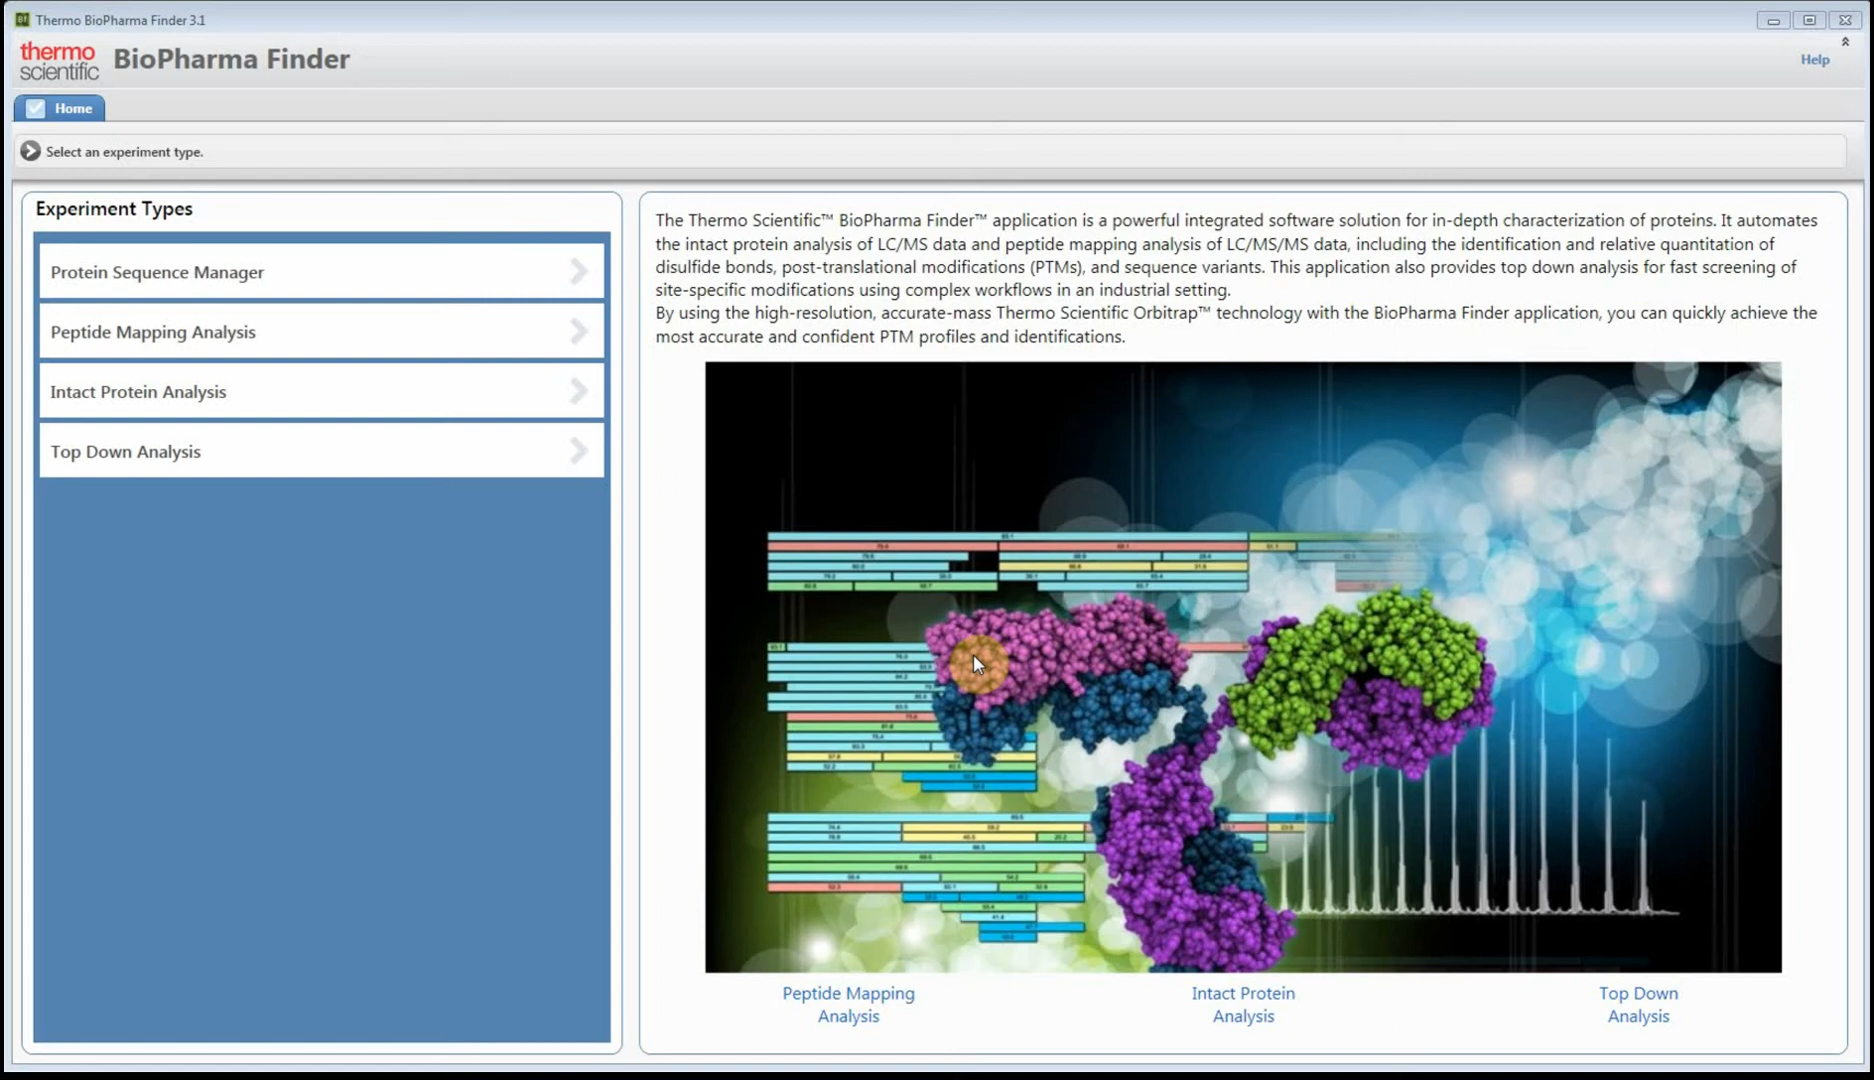 Thermo BioPharma Finder 3.1
thermo
scientific
BioPharma Finder
Help
Home
Select an experiment type.
Experiment Types
Protein Sequence Manager
Peptide Mapping Analysis
Intact Protein Analysis
Top Down Analysis
The Thermo Scientific™ BioPharma Finder™ application is a powerful integrated software solution for in-depth characterization of proteins. It automates
the intact protein analysis of LC/MS data and peptide mapping analysis of LC/MS/MS data, including the identification and relative quantitation of
disulfide bonds, post-translational modifications (PTMs), and sequence variants. This application also provides top down analysis for fast screening of
site-specific modifications using complex workflows in an industrial setting.
By using the high-resolution, accurate-mass Thermo Scientific Orbitrap™ technology with the BioPharma Finder application, you can quickly achieve the
most accurate and confident PTM profiles and identifications.
Peptide Mapping
Analysis
Intact Protein
Analysis
Top Down
Analysis